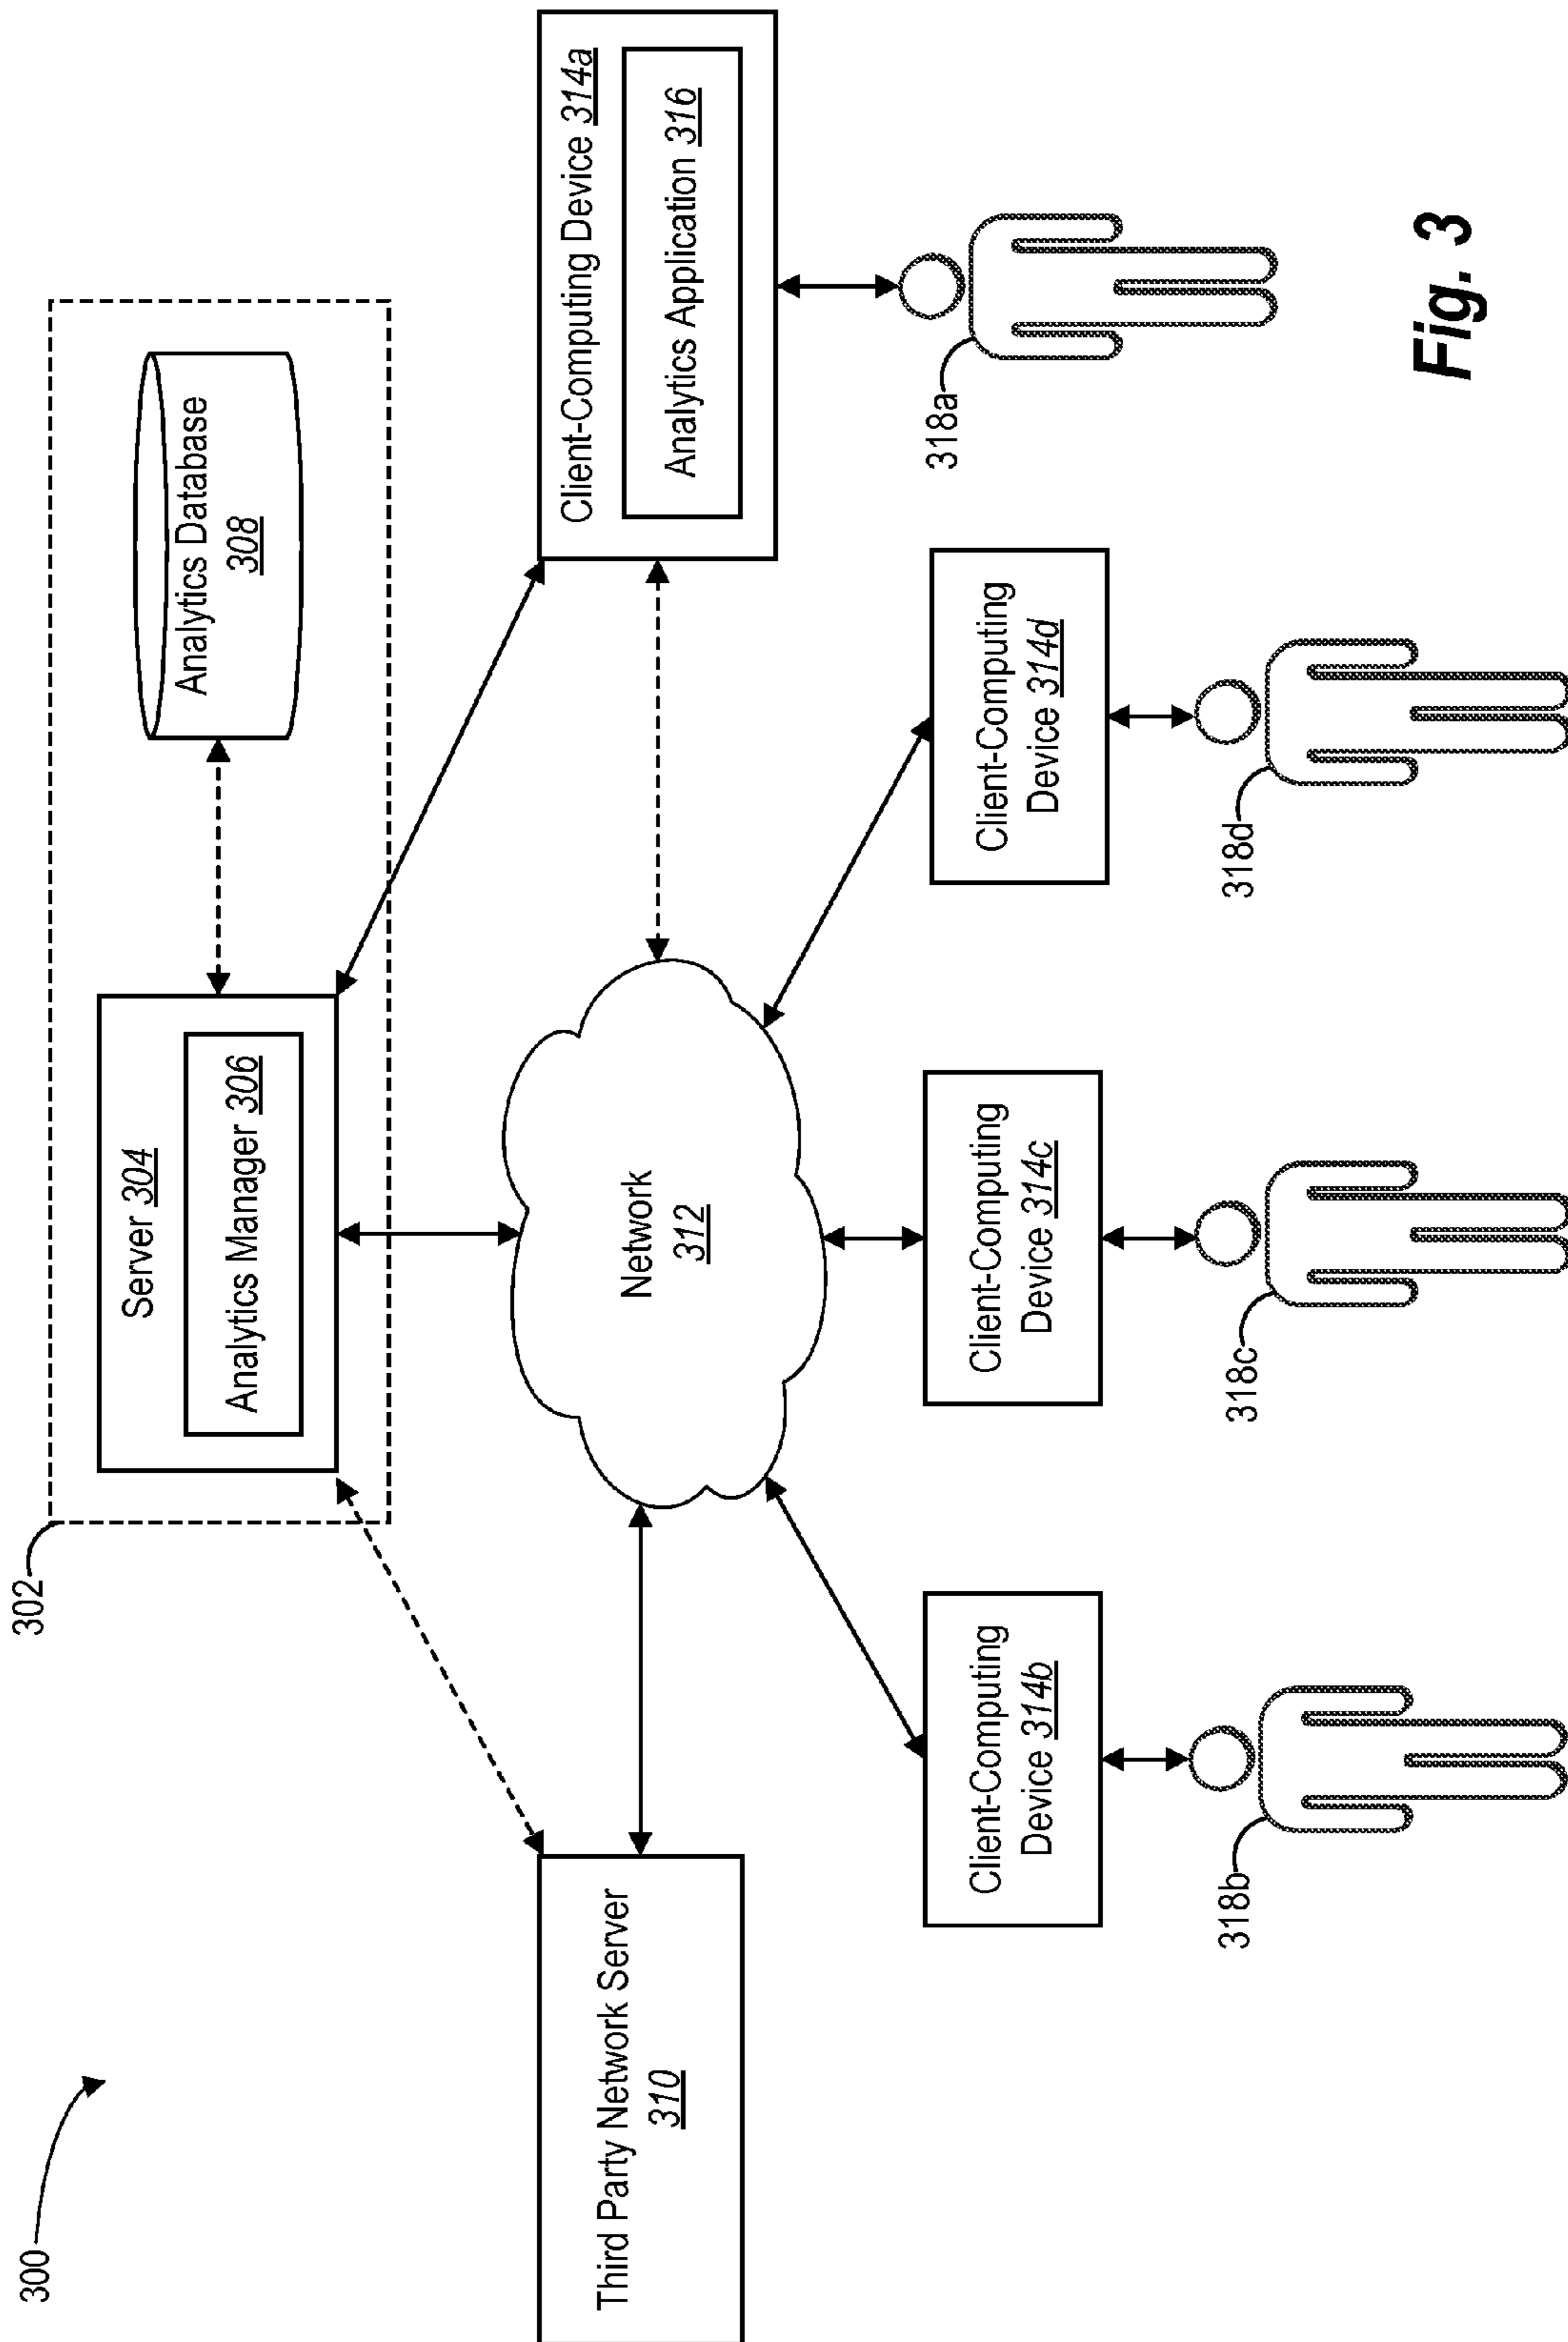 300
302
Server 304
Analytics Manager 306
Analytics Database
308
Third Party Network Server
310
Network
312
Client-Computing Device 314a
Analytics Application 316
318a
Client-Computing
Device 314b
Client-Computing
Device 314c
Client-Computing
Device 314d
318b
318c
318d
Fig. 3